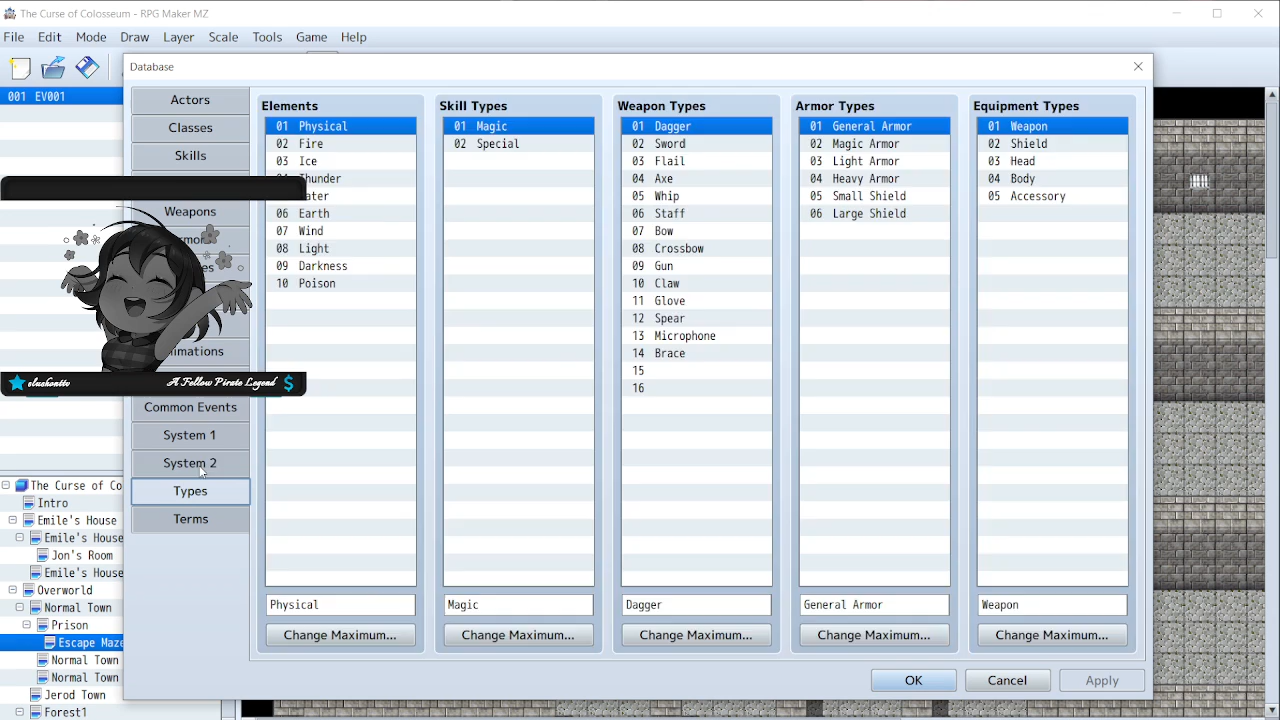 The Curse of Colosseum - RPG Maker MZ
File Edit Mode Draw Layer Scale Tools Game Help
Database
001 EV001
Actors
Classes
Skills
Weapons
Common Events
System 1
System 2
Types
Terms
Elements
01 Physical
02 Fire
03 Ice
06 Earth
07 Wind
08 Light
09 Darkness
10 Poison
Physical
Change Maximum...
Skill Types
01 Magic
Special
Magic
Change Maximum...
Weapon Types
01 Dagger
02 Sword
03 Flail
04 Axe
05 Whip
06 Staff
07 Bow
08 Crossbow
09 Gun
10 Claw
11 Glove
12 Spear
13 Microphone
14 Brace
15
16
Dagger
Change Maximum...
Armor Types
01 General Armor
02 Magic Armor
03 Light Armor
04 Heavy Armor
05 Small Shield
06 Large Shield
General Armor
Change Maximum...
Equipment Types
01 Weapon
02 Shield
03 Head
04 Body
05 Accessory
Weapon
Change Maximum...
A Fellow Pirate Legend $
The Curse of Co
Intro
Emile's House
Emile's House
Jon's Room
Emile's House
Overworld
Normal Town
Prison
Escape Maze
Normal Town
Normal Town
Jerod Town
Forest1
OK Cancel Apply